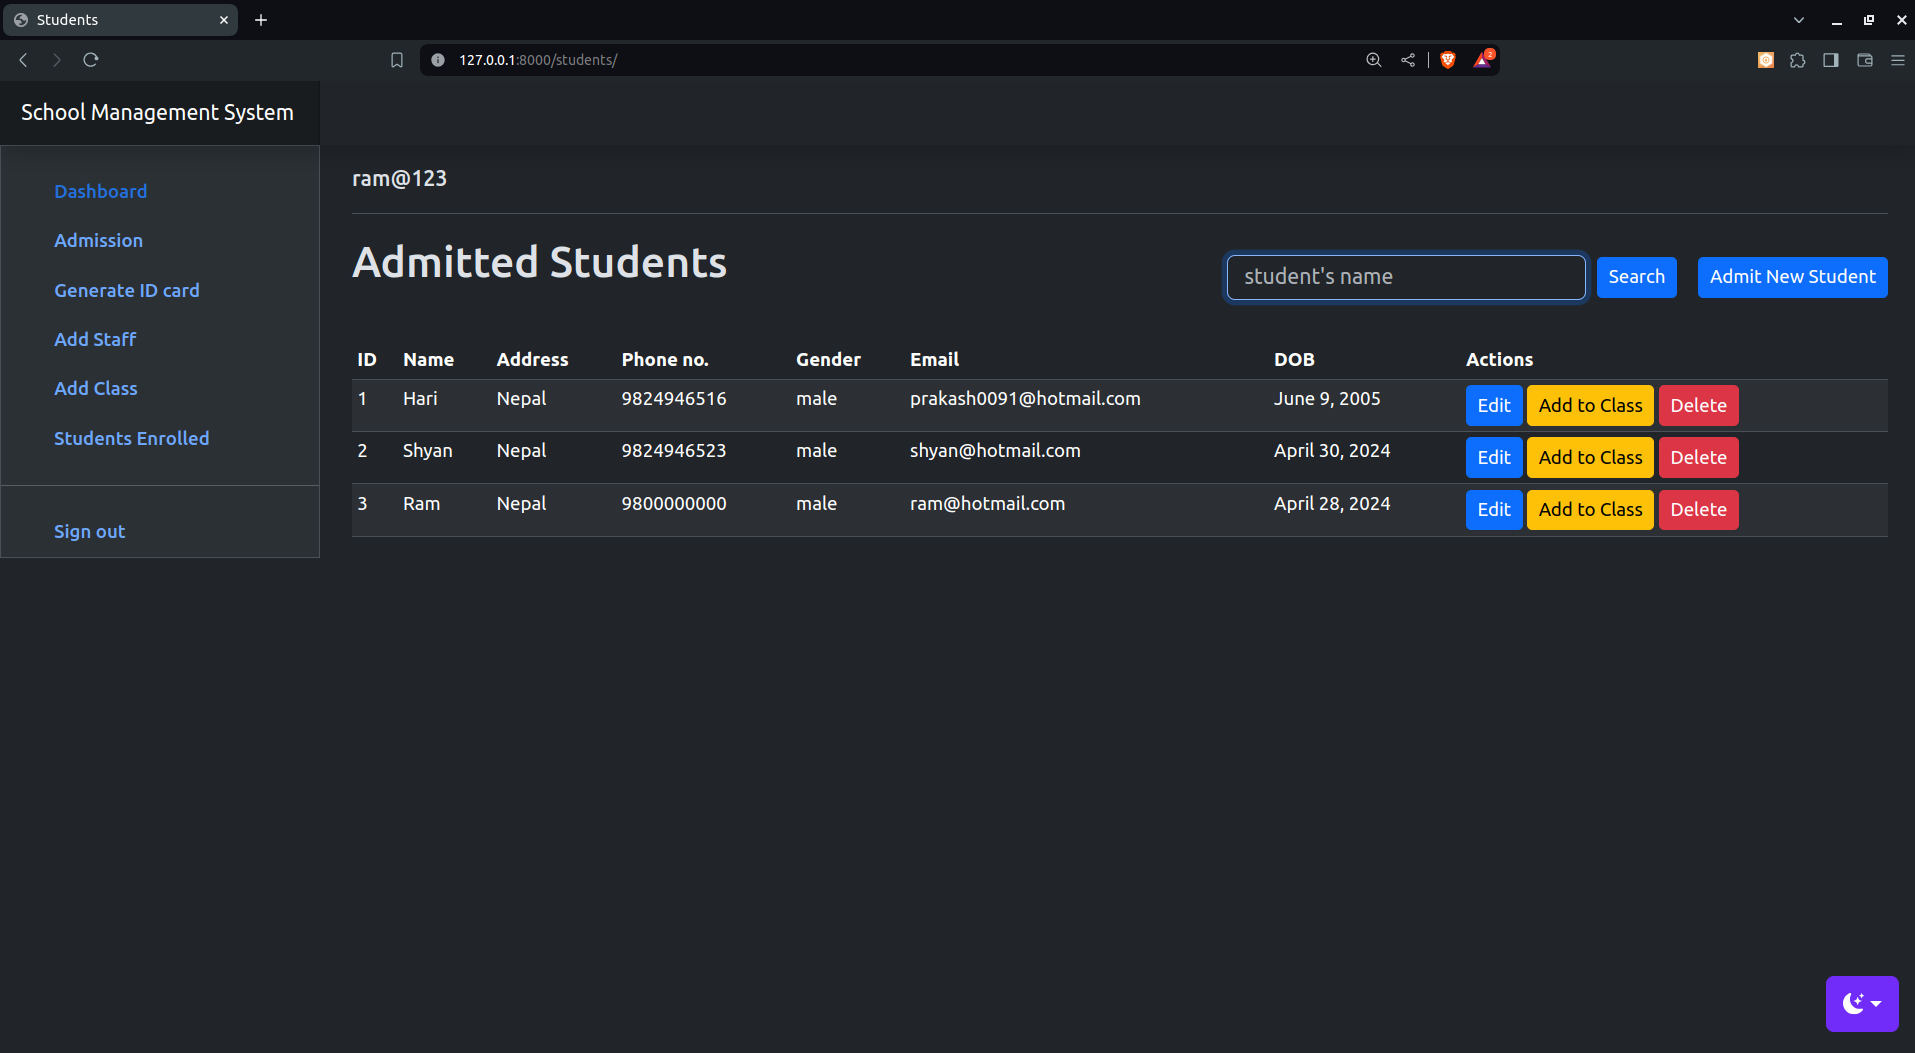 Students
127.0.0.1:8000/students/
2
School Management System
Dashboard
Admission
Generate ID card
Add Staff
Add Class
Students Enrolled
Sign out
ram@123
Admitted Students
student's name Search Admit New Student
ID Name Address Phone no. Gender Email DOB Actions
1 Hari Nepal 9824946516 male prakash0091@hotmail.com June 9, 2005 Edit Add to Class Delete
2 Shyan Nepal 9824946523 male shyan@hotmail.com April 30, 2024 Edit Add to Class Delete
3 Ram Nepal 9800000000 male ram@hotmail.com April 28, 2024 Edit Add to Class Delete